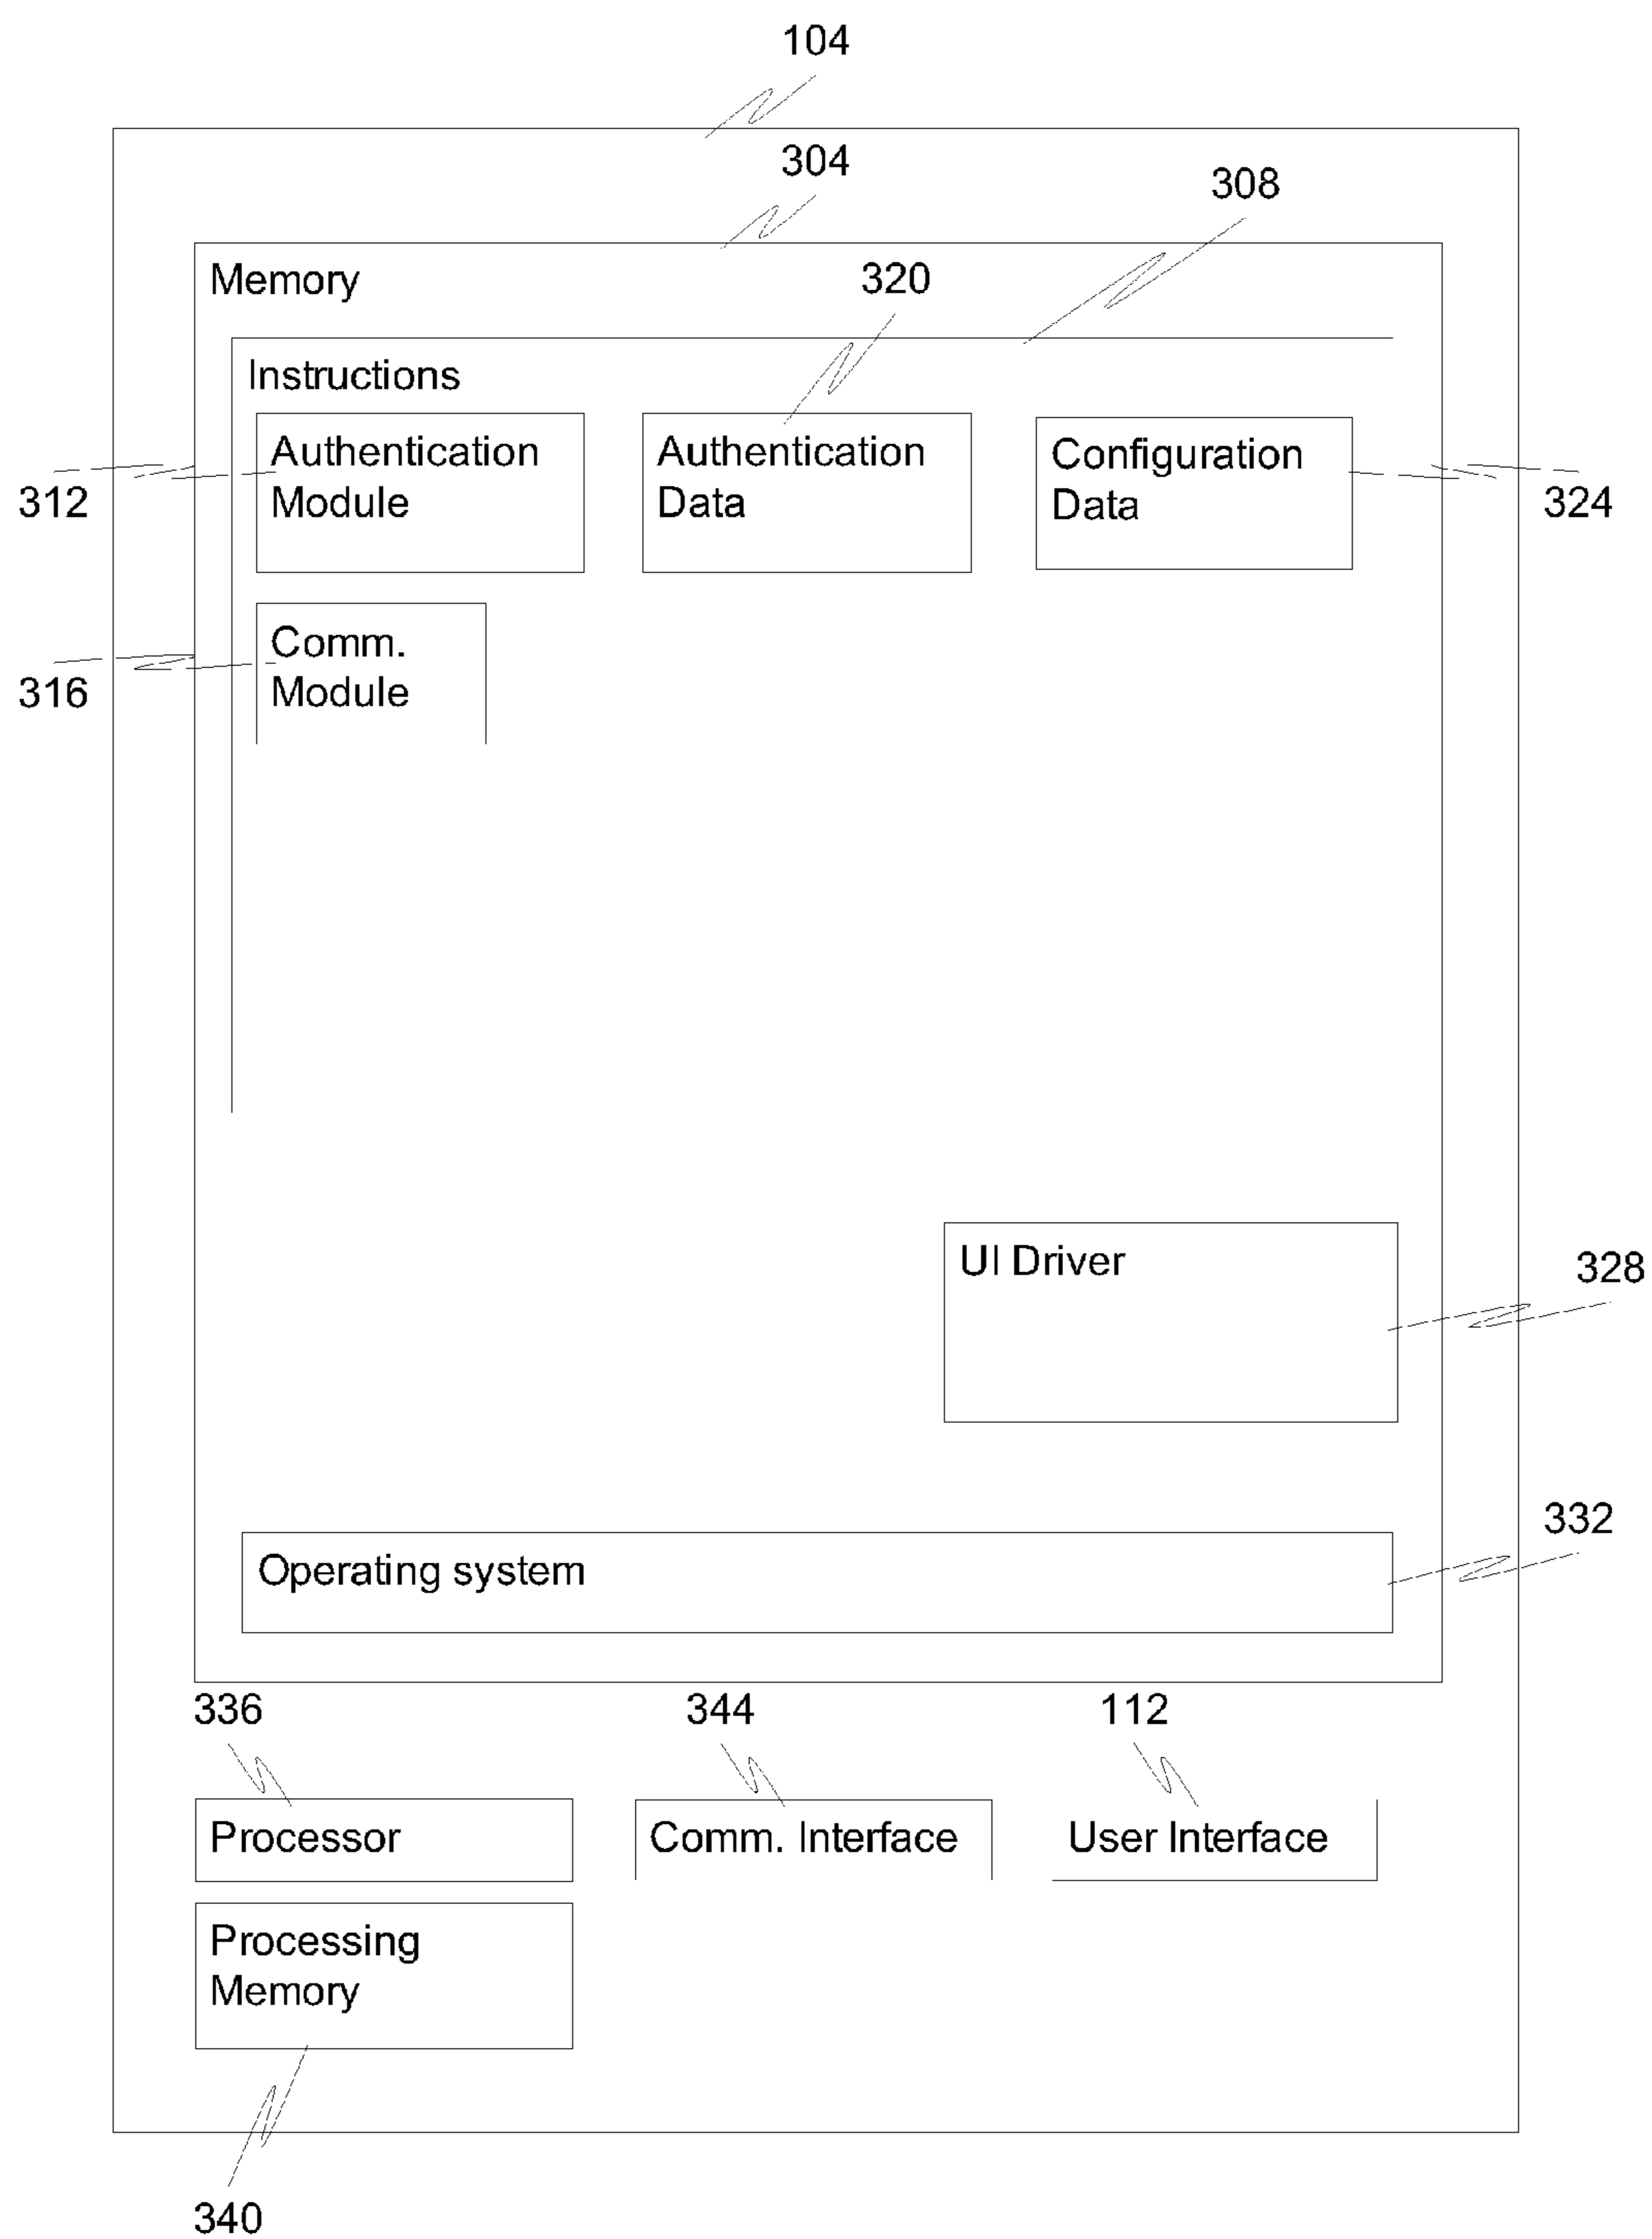 104
304
308
Memory
320
Instructions
Authentication
Module
Authentication
Data
Configuration
Data
312
324
Comm.
Module
316
UI Driver
328
332
Operating system
336
344
112
Processor
Comm. Interface
User Interface
Processing
Memory
340